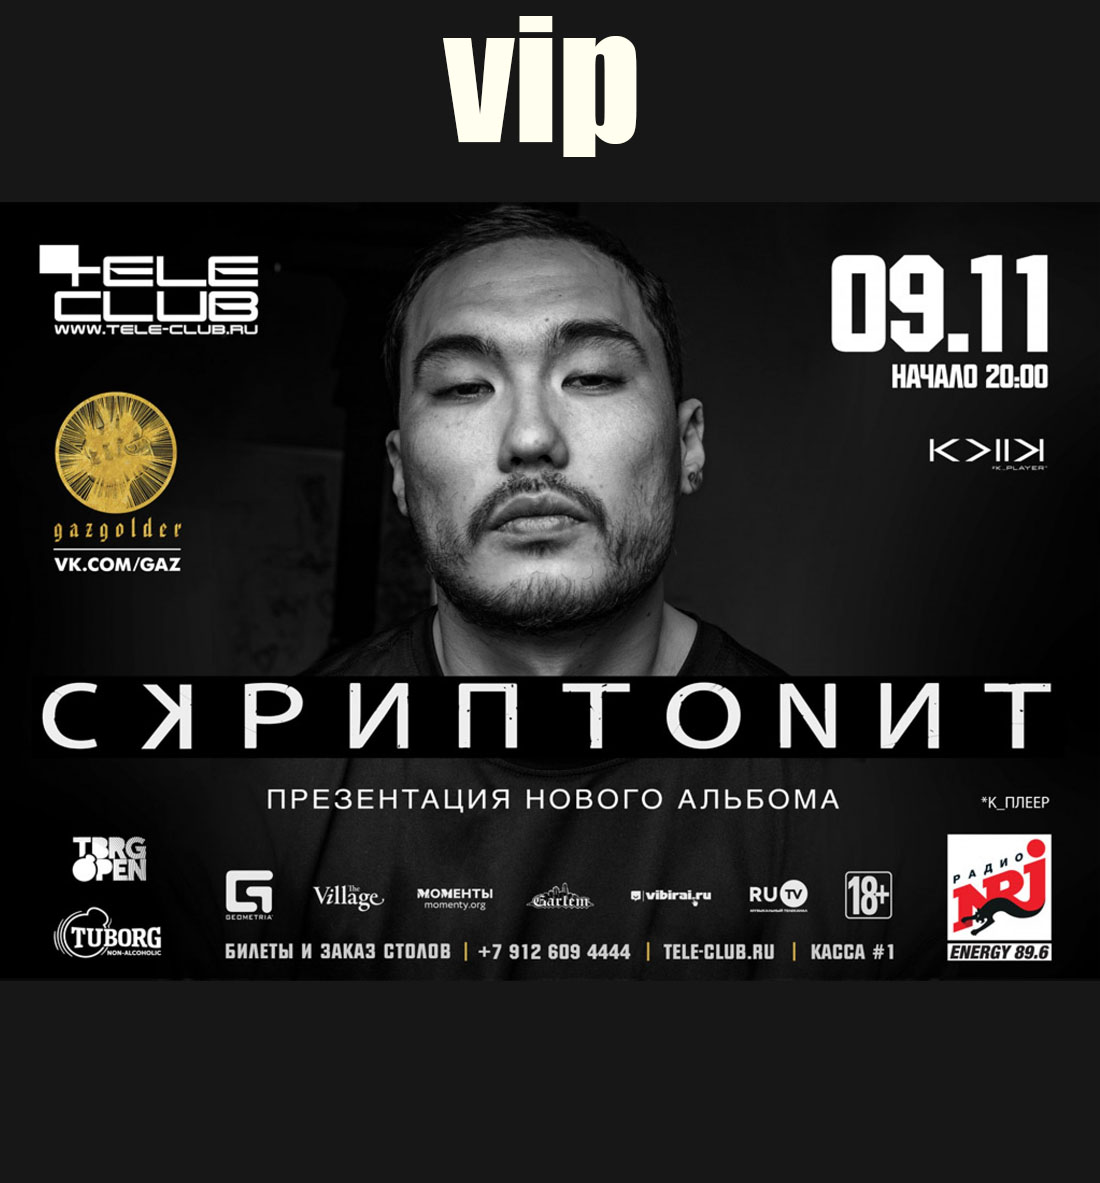 vip
TELE
CLUB
WWW.TELE-CLUB.RU
09.11
НАЧАЛО 20:00
"K_PLAYER"
gazgolder
VK.COM/GAZ
СКРИПТОNИТ
ПРЕЗЕНТАЦИЯ НОВОГО АЛЬБОМА
*К_ПЛЕЕР
TBRG
OPEN
GEOMETRIA
The Village
МОМЕНТЫ
momenty.org
Garlem
vibirai.ru
RU TV
МУЗЫКАЛЬНЫЙ ТЕЛЕКАНАЛ
18+
РАДИО
NRJ
ENERGY 89.6
TUBORG
NON-ALCOHOLIC
БИЛЕТЫ И ЗАКАЗ СТОЛОВ | +7 912 609 4444 | TELE-CLUB.RU | КАССА #1